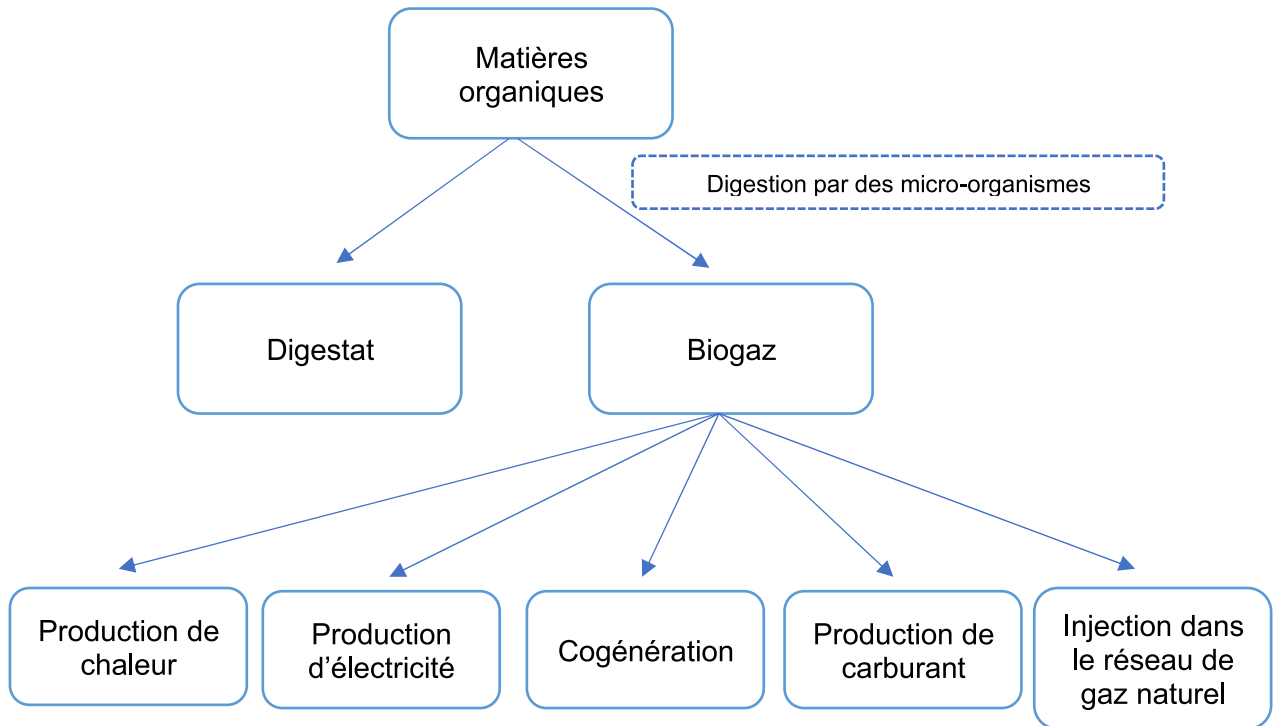 Matières
organiques
Digestion par des micro-organismes
Digestat
Biogaz
Production de
chaleur
Production
d’électricité
Cogénération
Production de
carburant
Injection dans
le réseau de
gaz naturel